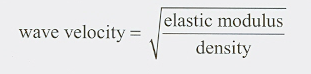 wave velocity = √(elastic modulus / density)